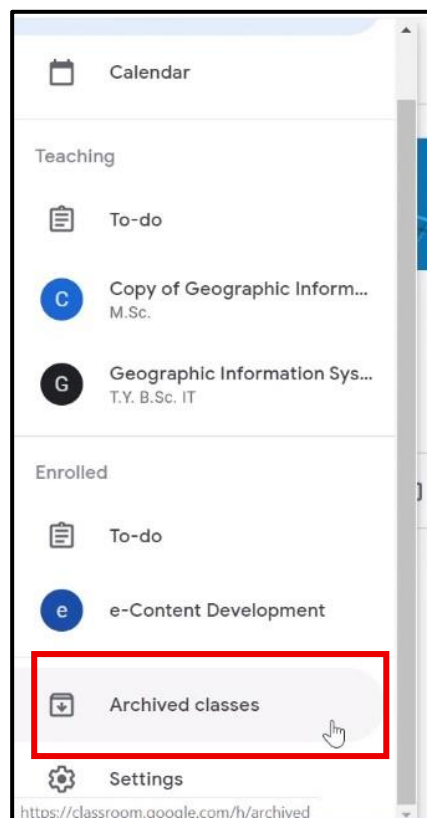 Calendar
Teaching
To-do
C
Copy of Geographic Inform...
M.Sc.
G
Geographic Information Sys...
T.Y. B.Sc. IT
Enrolled
To-do
e
e-Content Development
Archived classes
Settings
https://classroom.google.com/h/archived